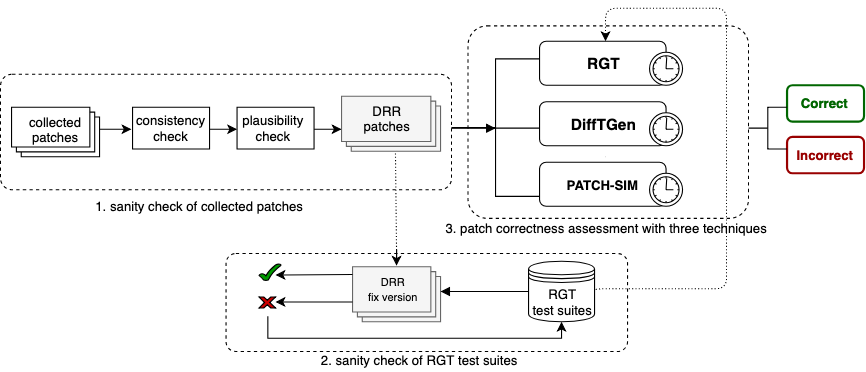 collected
patches
consistency
check
plausibility
check
DRR
patches
1. sanity check of collected patches
RGT
DiffTGen
PATCH-SIM
3. patch correctness assessment with three techniques
Correct
Incorrect
DRR
fix version
RGT
test suites
2. sanity check of RGT test suites